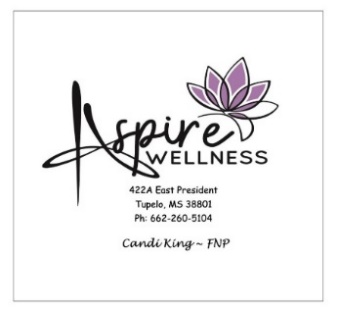 Aspire
WELLNESS
422A East President
Tupelo, MS 38801
Ph: 662-260-5104
Candi King ~ FNP